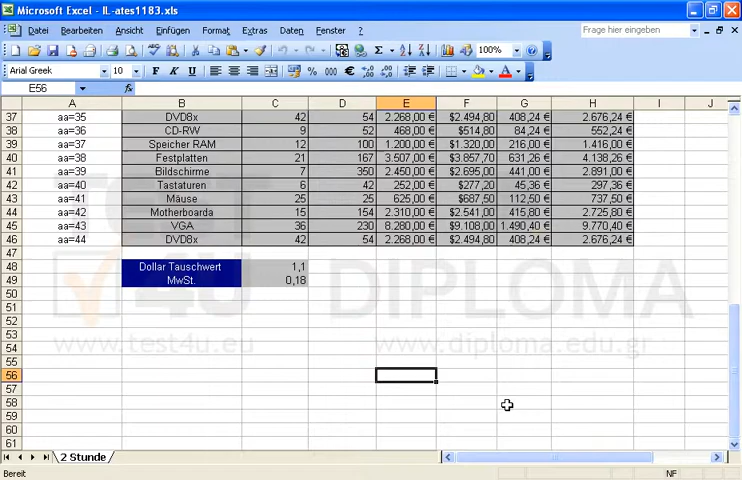 Microsoft Excel - IL-ates1183.xls
Datei Bearbeiten Ansicht Einfügen Format Extras Daten Fenster ? Frage hier eingeben
100%
Arial Greek 10 F K U
E56 fx
A B C D E F G H I J
37 aa=35 DVD8x 42 54 2.268,00 € $2.494,80 408,24 € 2.676,24 €
38 aa=36 CD-RW 9 52 468,00 € $514,80 84,24 € 552,24 €
39 aa=37 Speicher RAM 12 100 1.200,00 € $1.320,00 216,00 € 1.416,00 €
40 aa=38 Festplatten 21 167 3.507,00 € $3.857,70 631,26 € 4.138,26 €
41 aa=39 Bildschirme 7 350 2.450,00 € $2.695,00 441,00 € 2.891,00 €
42 aa=40 Tastaturen 6 42 252,00 € $277,20 45,36 € 297,36 €
43 aa=41 Mäuse 25 25 625,00 € $687,50 112,50 € 737,50 €
44 aa=42 Motherboarda 15 154 2.310,00 € $2.541,00 415,80 € 2.725,80 €
45 aa=43 VGA 36 230 8.280,00 € $9.108,00 1.490,40 € 9.770,40 €
46 aa=44 DVD8x 42 54 2.268,00 € $2.494,80 408,24 € 2.676,24 €
47
48 Dollar Tauschwert 1,1
49 MwSt. 0,18
50
51
52
53
54
55
56
57
58
59
60
61
TEST
4U DIPLOMA
www.test4u.eu www.diploma.edu.gr
2 Stunde
Bereit NF